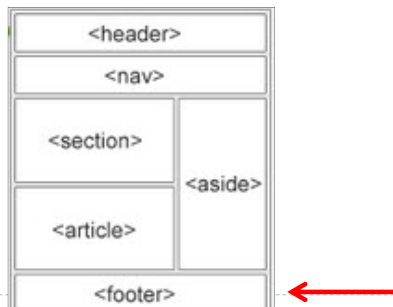 <header>
<nav>
<section>
<aside>
<article>
<footer>